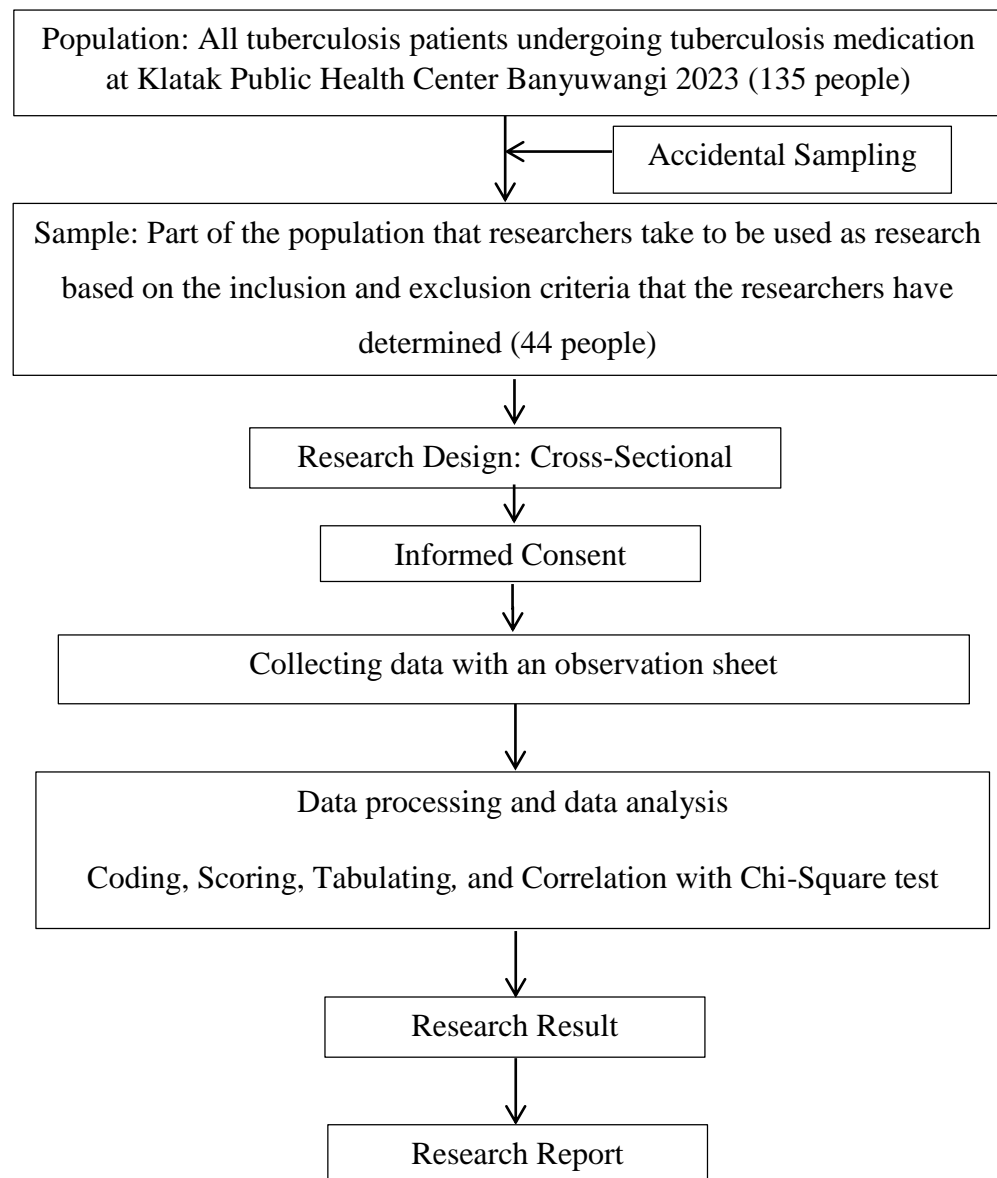 Population: All tuberculosis patients undergoing tuberculosis medication
at Klatak Public Health Center Banyuwangi 2023 (135 people)
Accidental Sampling
Sample: Part of the population that researchers take to be used as research
based on the inclusion and exclusion criteria that the researchers have
determined (44 people)
Research Design: Cross-Sectional
Informed Consent
Collecting data with an observation sheet
Data processing and data analysis
Coding, Scoring, Tabulating, and Correlation with Chi-Square test
Research Result
Research Report